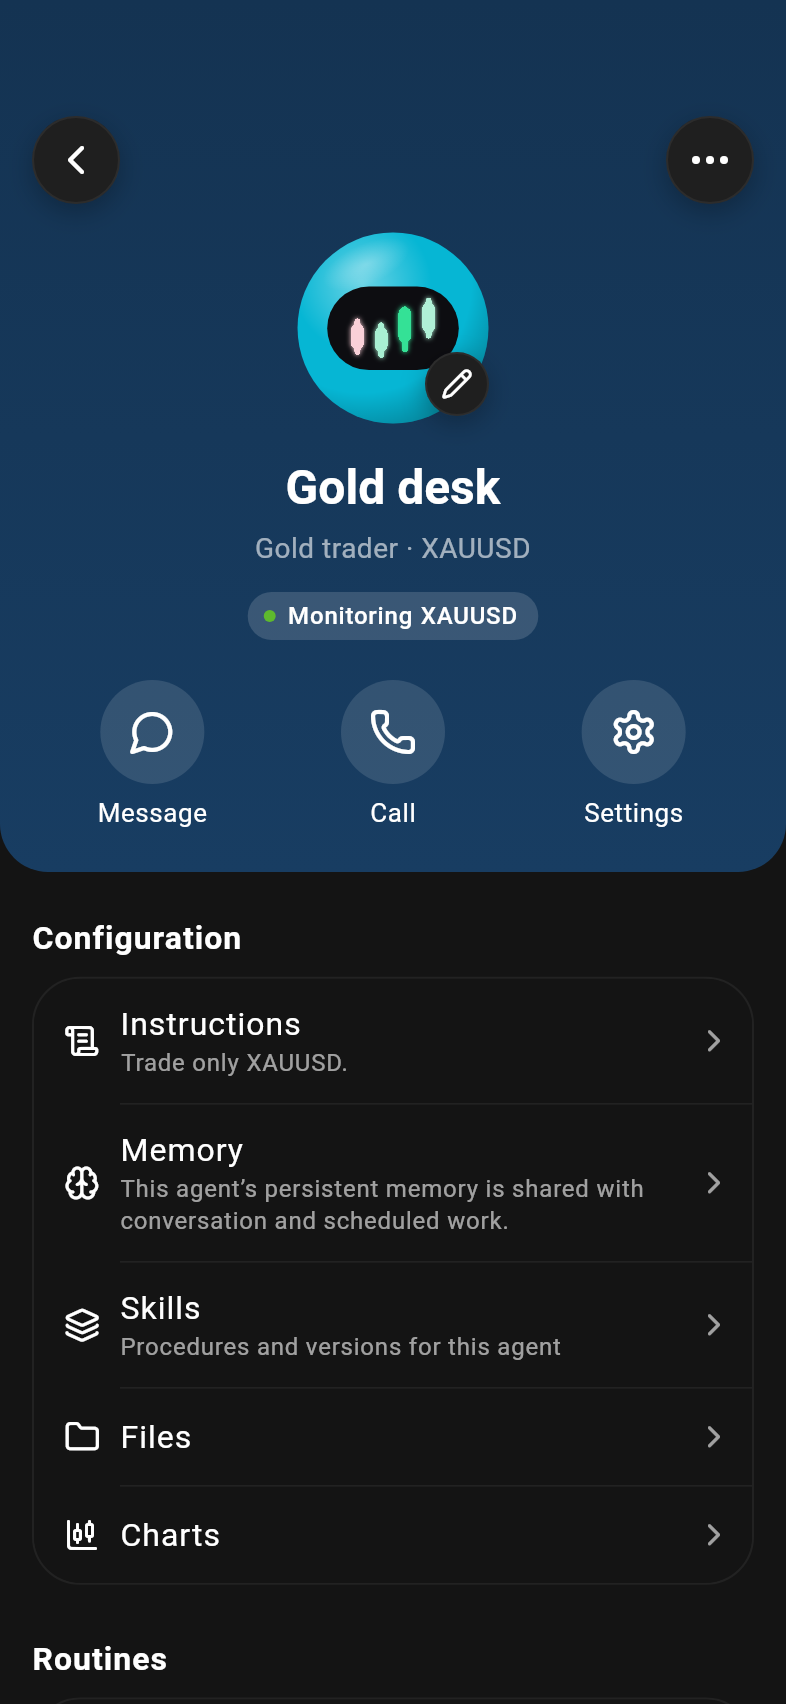 Gold desk
Gold trader · XAUUSD
Monitoring XAUUSD
Message
Call
Settings
Configuration
Instructions
Trade only XAUUSD.
Memory
This agent’s persistent memory is shared with
conversation and scheduled work.
Skills
Procedures and versions for this agent
Files
Charts
Routines